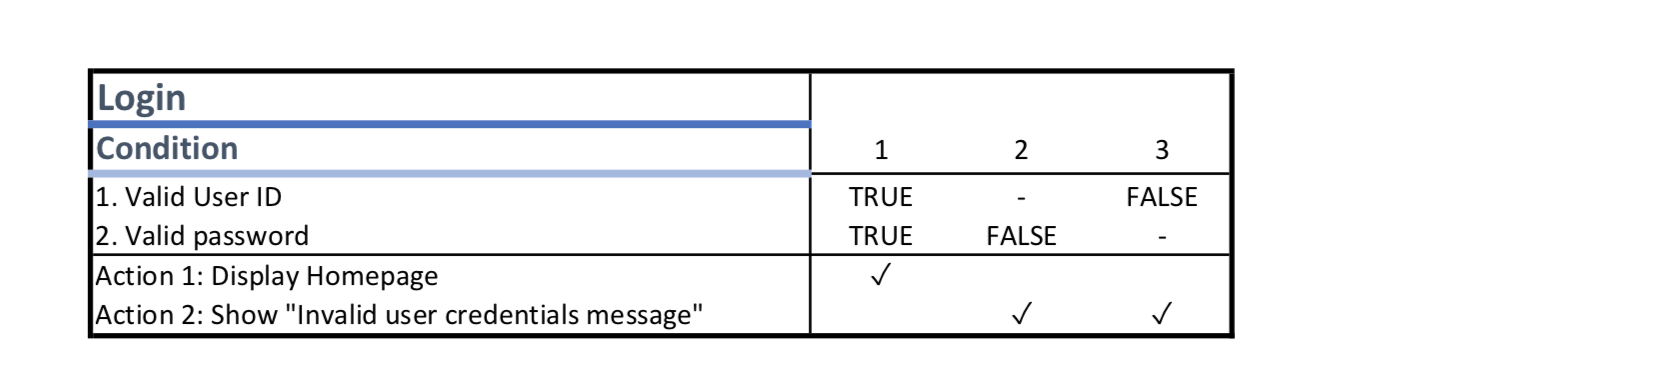 Login
Condition 1 2 3
1. Valid User ID TRUE - FALSE
2. Valid password TRUE FALSE -
Action 1: Display Homepage ✓
Action 2: Show "Invalid user credentials message" ✓ ✓